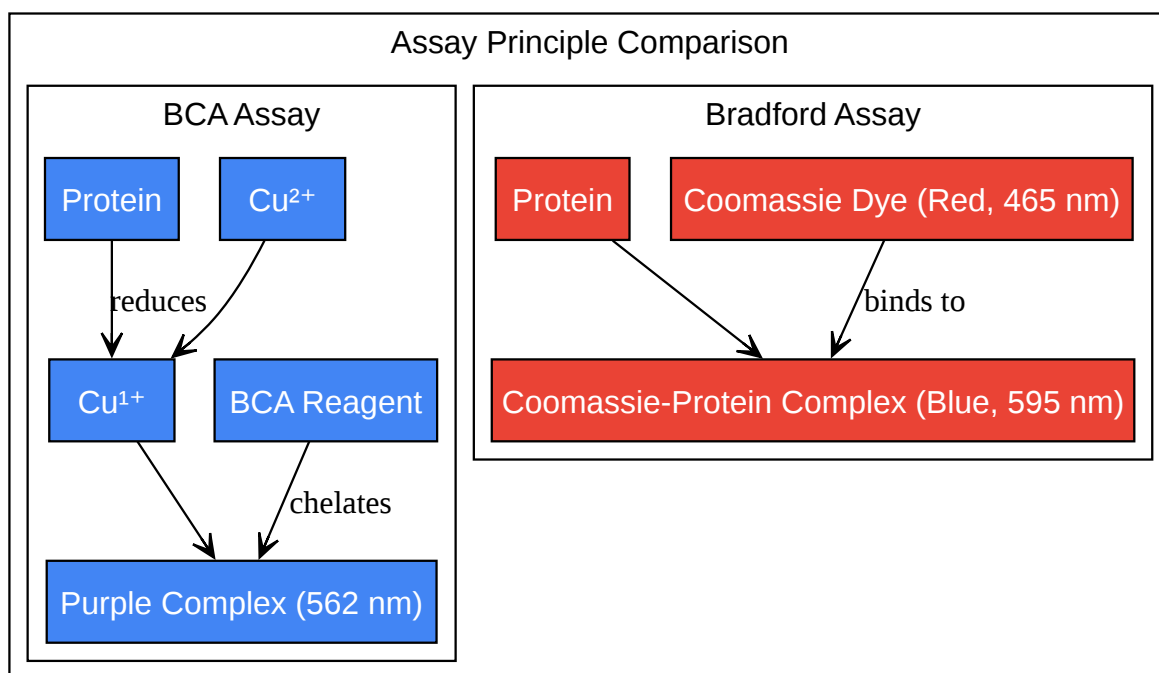 Assay Principle Comparison
BCA Assay
Protein
Cu²⁺
reduces
Cu¹⁺
BCA Reagent
chelates
Purple Complex (562 nm)
Bradford Assay
Protein
Coomassie Dye (Red, 465 nm)
binds to
Coomassie-Protein Complex (Blue, 595 nm)